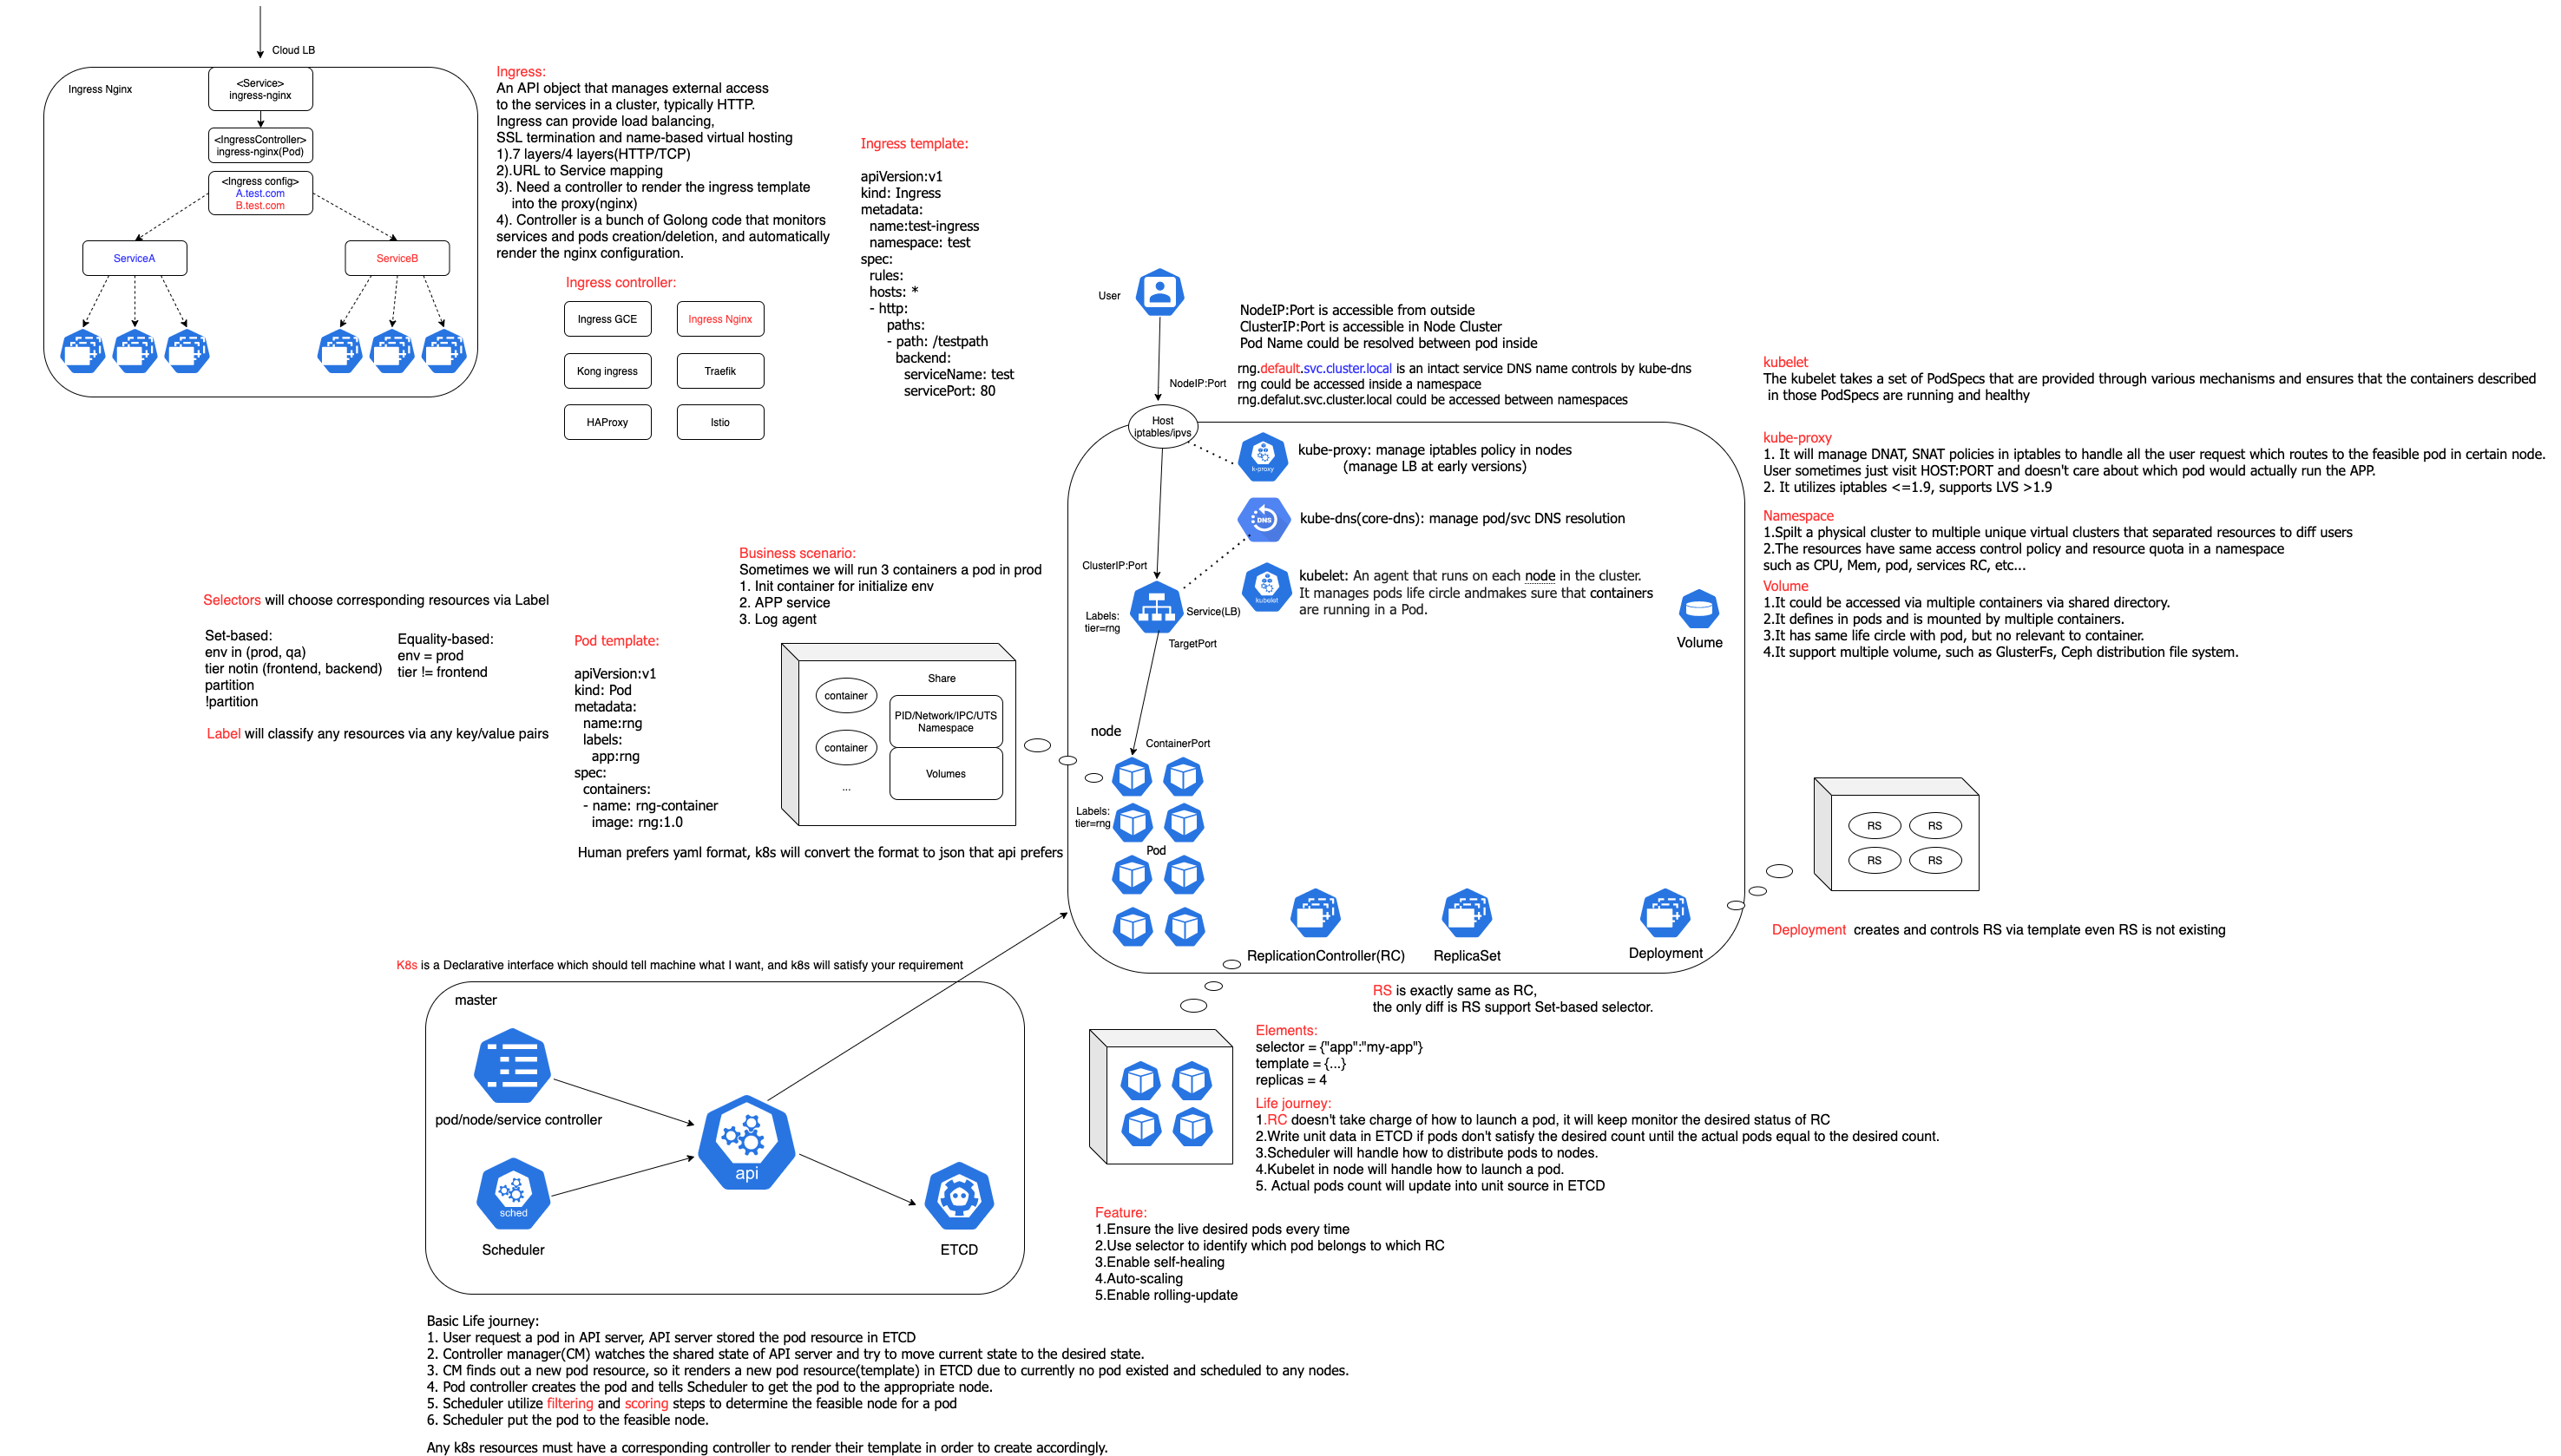 Cloud LB
Ingress Nginx
<Service>
ingress-nginx
<IngressController>
ingress-nginx(Pod)
<Ingress config>
A.test.com
B.test.com
ServiceA
ServiceB
Ingress:
An API object that manages external access
to the services in a cluster, typically HTTP.
Ingress can provide load balancing,
SSL termination and name-based virtual hosting
1).7 layers/4 layers(HTTP/TCP)
2).URL to Service mapping
3). Need a controller to render the ingress template
into the proxy(nginx)
4). Controller is a bunch of Golong code that monitors
services and pods creation/deletion, and automatically
render the nginx configuration.
Ingress controller:
Ingress GCE
Ingress Nginx
Kong ingress
Traefik
HAProxy
Istio
Ingress template:
apiVersion:v1
kind: Ingress
metadata:
name:test-ingress
namespace: test
spec:
rules:
hosts: *
- http:
paths:
- path: /testpath
backend:
serviceName: test
servicePort: 80
User
NodeIP:Port is accessible from outside
ClusterIP:Port is accessible in Node Cluster
Pod Name could be resolved between pod inside
rng.default.svc.cluster.local is an intact service DNS name controls by kube-dns
rng could be accessed inside a namespace
rng.defalut.svc.cluster.local could be accessed between namespaces
NodeIP:Port
Host
iptables/ipvs
k-proxy
kube-proxy: manage iptables policy in nodes
(manage LB at early versions)
DNS
kube-dns(core-dns): manage pod/svc DNS resolution
kubelet
kubelet: An agent that runs on each node in the cluster.
It manages pods life circle andmakes sure that containers
are running in a Pod.
ClusterIP:Port
Labels:
tier=rng
Service(LB)
TargetPort
Volume
node
ContainerPort
Labels:
tier=rng
Pod
ReplicationController(RC)
ReplicaSet
Deployment
kubelet
The kubelet takes a set of PodSpecs that are provided through various mechanisms and ensures that the containers described
in those PodSpecs are running and healthy
kube-proxy
1. It will manage DNAT, SNAT policies in iptables to handle all the user request which routes to the feasible pod in certain node.
User sometimes just visit HOST:PORT and doesn't care about which pod would actually run the APP.
2. It utilizes iptables <=1.9, supports LVS >1.9
Namespace
1.Spilt a physical cluster to multiple unique virtual clusters that separated resources to diff users
2.The resources have same access control policy and resource quota in a namespace
such as CPU, Mem, pod, services RC, etc...
Volume
1.It could be accessed via multiple containers via shared directory.
2.It defines in pods and is mounted by multiple containers.
3.It has same life circle with pod, but no relevant to container.
4.It support multiple volume, such as GlusterFs, Ceph distribution file system.
RS
RS
RS
RS
Deployment creates and controls RS via template even RS is not existing
Business scenario:
Sometimes we will run 3 containers a pod in prod
1. Init container for initialize env
2. APP service
3. Log agent
container
container
...
Share
PID/Network/IPC/UTS
Namespace
Volumes
Selectors will choose corresponding resources via Label
Set-based:
env in (prod, qa)
tier notin (frontend, backend)
partition
!partition
Equality-based:
env = prod
tier != frontend
Label will classify any resources via any key/value pairs
Pod template:
apiVersion:v1
kind: Pod
metadata:
name:rng
labels:
app:rng
spec:
containers:
- name: rng-container
image: rng:1.0
Human prefers yaml format, k8s will convert the format to json that api prefers
K8s is a Declarative interface which should tell machine what I want, and k8s will satisfy your requirement
master
pod/node/service controller
sched
Scheduler
api
ETCD
RS is exactly same as RC,
the only diff is RS support Set-based selector.
Elements:
selector = {"app":"my-app"}
template = {...}
replicas = 4
Life journey:
1.RC doesn't take charge of how to launch a pod, it will keep monitor the desired status of RC
2.Write unit data in ETCD if pods don't satisfy the desired count until the actual pods equal to the desired count.
3.Scheduler will handle how to distribute pods to nodes.
4.Kubelet in node will handle how to launch a pod.
5. Actual pods count will update into unit source in ETCD
Feature:
1.Ensure the live desired pods every time
2.Use selector to identify which pod belongs to which RC
3.Enable self-healing
4.Auto-scaling
5.Enable rolling-update
Basic Life journey:
1. User request a pod in API server, API server stored the pod resource in ETCD
2. Controller manager(CM) watches the shared state of API server and try to move current state to the desired state.
3. CM finds out a new pod resource, so it renders a new pod resource(template) in ETCD due to currently no pod existed and scheduled to any nodes.
4. Pod controller creates the pod and tells Scheduler to get the pod to the appropriate node.
5. Scheduler utilize filtering and scoring steps to determine the feasible node for a pod
6. Scheduler put the pod to the feasible node.
Any k8s resources must have a corresponding controller to render their template in order to create accordingly.